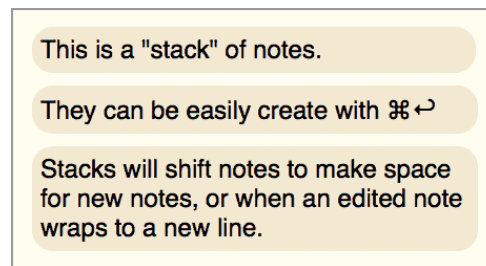 This is a "stack" of notes.
They can be easily create with ⌘↩
Stacks will shift notes to make space
for new notes, or when an edited note
wraps to a new line.